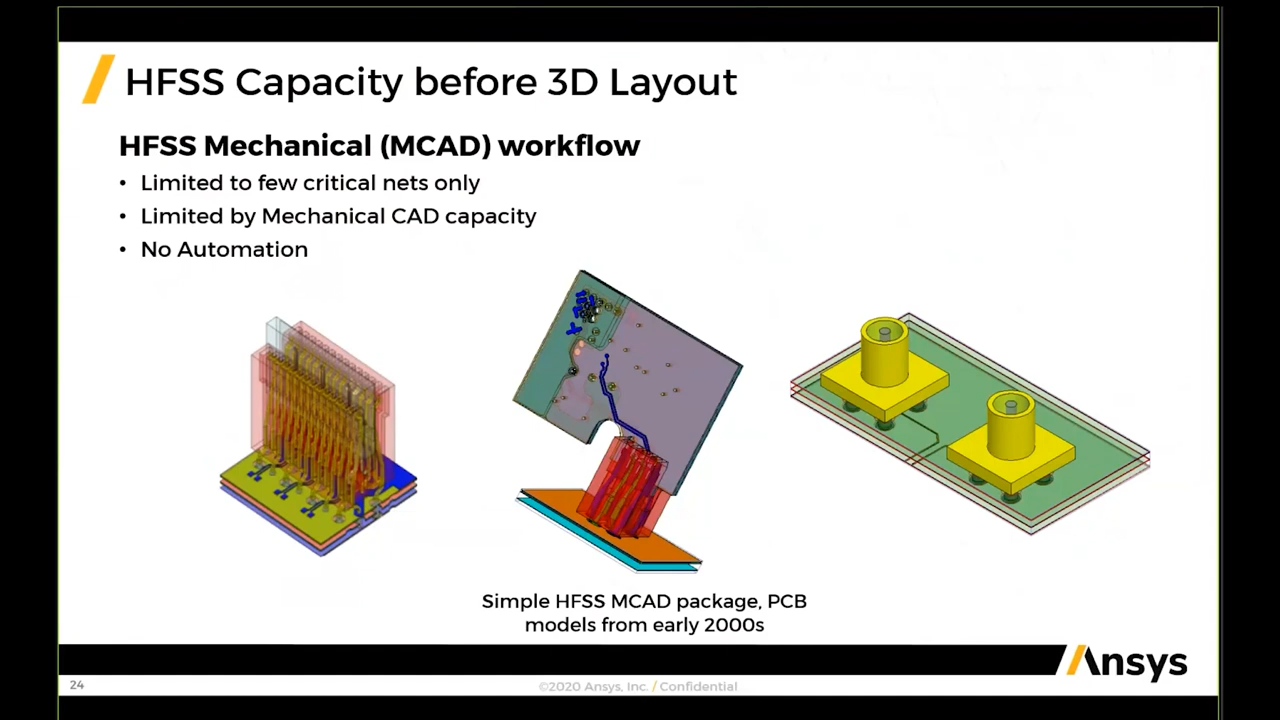 HFSS Capacity before 3D Layout
HFSS Mechanical (MCAD) workflow
• Limited to few critical nets only
• Limited by Mechanical CAD capacity
• No Automation
Simple HFSS MCAD package, PCB
models from early 2000s
Ansys
24
©2020 Ansys, Inc. / Confidential